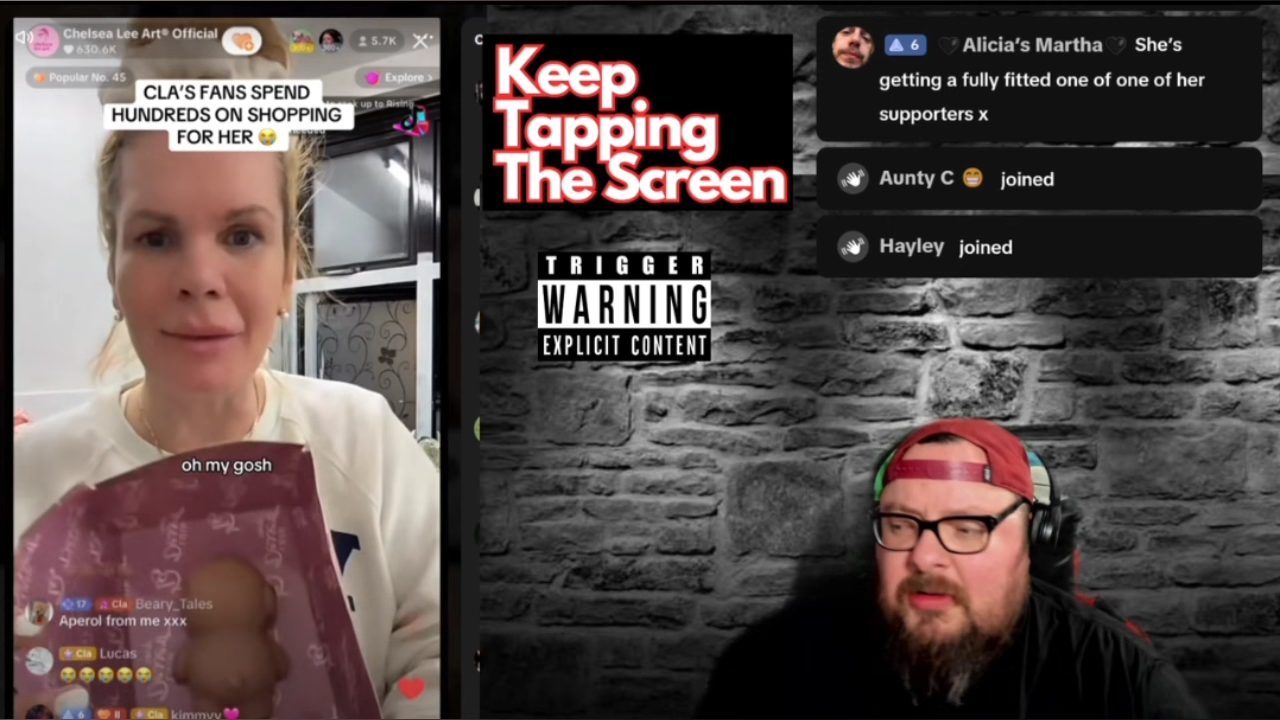 Chelsea Lee Art® Official
630.6K
5.7K
Popular No. 45
Explore >
CLA'S FANS SPEND
HUNDREDS ON SHOPPING
FOR HER 😭
oh my gosh
17 Cla Beary_Tales
Aperol from me xxx
Cla Lucas
😭😭😭😭😭
6 II Cla kimmyy💗
Keep
Tapping
The Screen
TRIGGER
WARNING
EXPLICIT CONTENT
6 🖤Alicia's Martha🖤 She's
getting a fully fitted one of one of her
supporters x
Aunty C 😁 joined
Hayley joined